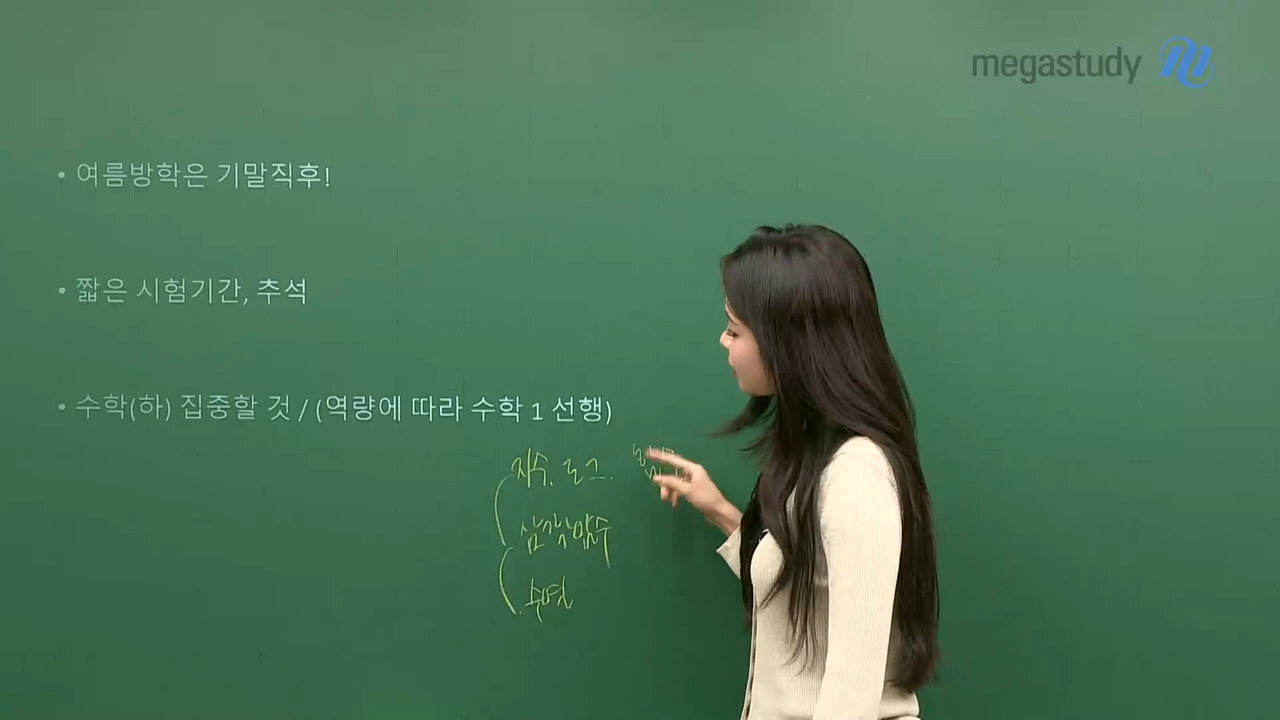 megastudy
• 여름방학은 기말직후!
• 짧은 시험기간, 추석
• 수학(하) 집중할 것 / (역량에 따라 수학 1 선행)
지수. 로그.
삼각함수
수열